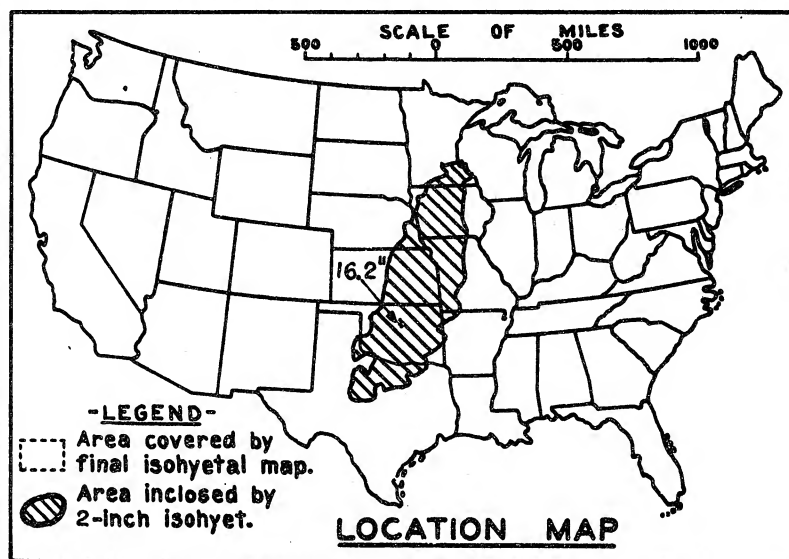 SCALE OF MILES
500 0 500 1000
16.2"
-LEGEND-
Area covered by
final isohyetal map.
Area inclosed by
2-inch isohyet.
LOCATION MAP